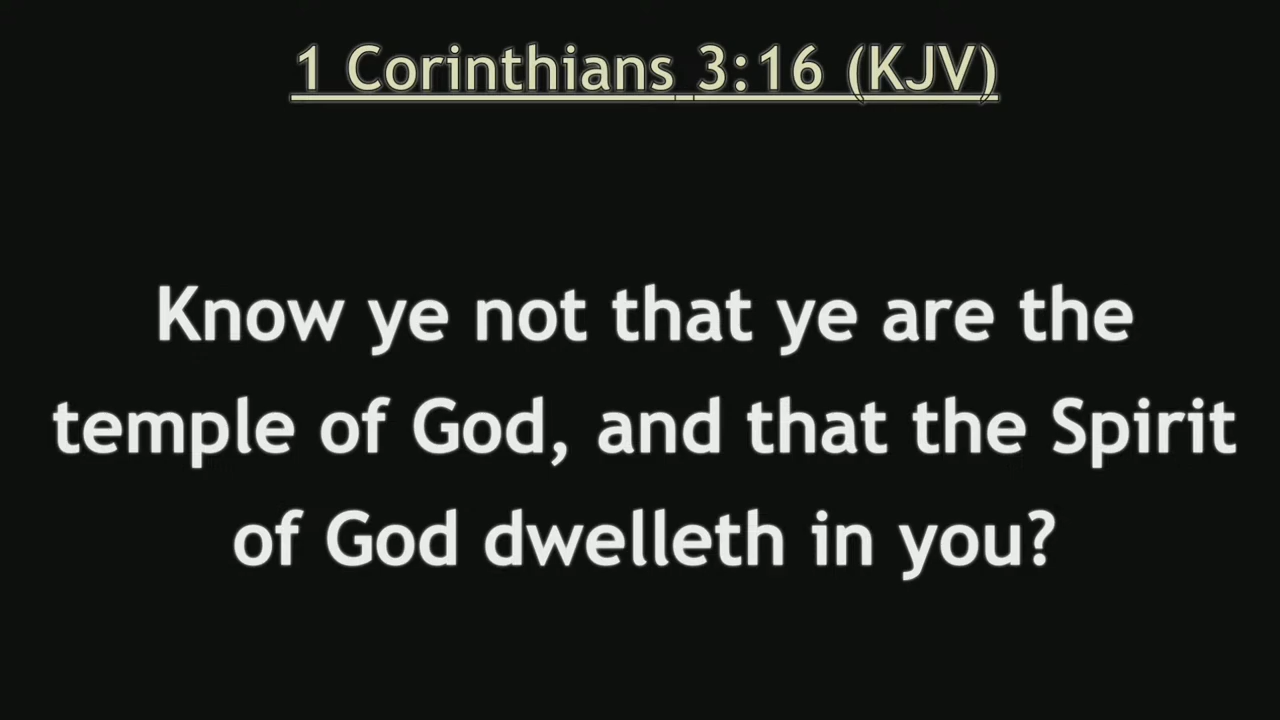 1 Corinthians 3:16 (KJV)
Know ye not that ye are the
temple of God, and that the Spirit
of God dwelleth in you?